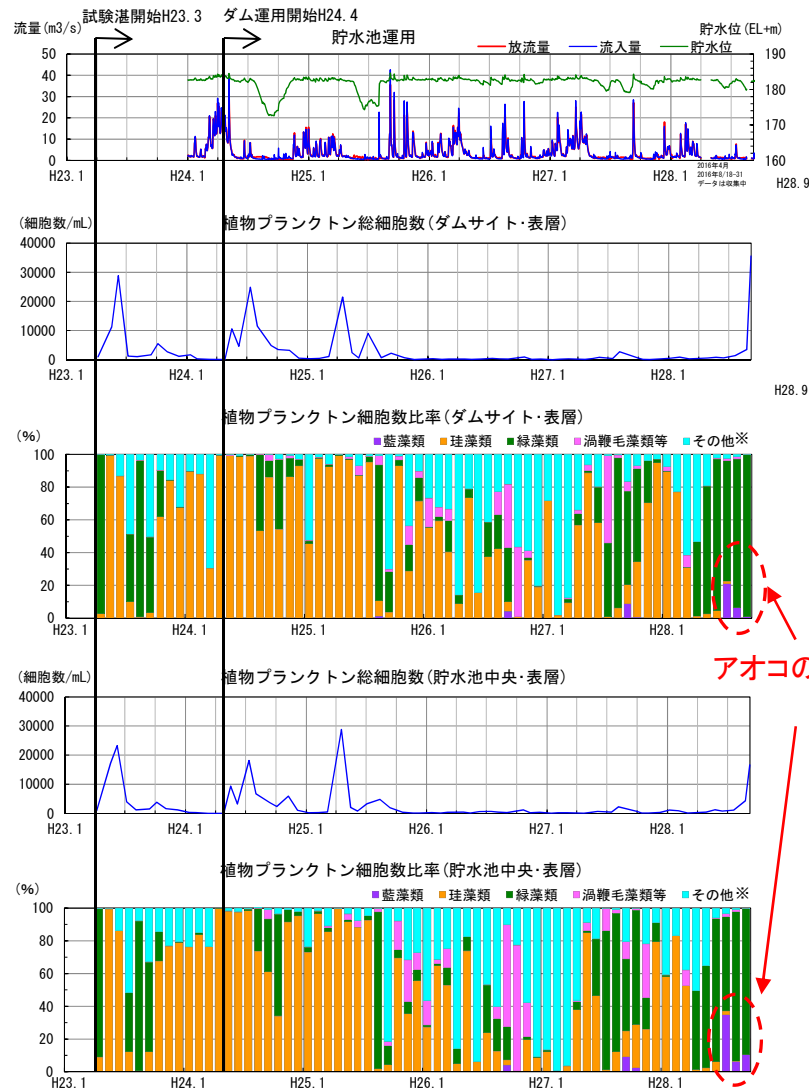 試験湛開始H23.3
ダム運用開始H24.4
流量(m3/s)
貯水池運用
貯水位(EL+m)
放流量 流入量 貯水位
50 40 30 20 10 0
190 180 170 160
H23.1 H24.1 H25.1 H26.1 H27.1 H28.1 H28.9
2016年4月
2016年8/18-31
データは収集中
(細胞数/mL)
植物プランクトン総細胞数(ダムサイト・表層)
40000 30000 20000 10000 0
H23.1 H24.1 H25.1 H26.1 H27.1 H28.1
H28.9
植物プランクトン細胞数比率(ダムサイト・表層)
(%)
藍藻類 珪藻類 緑藻類 渦鞭毛藻類等 その他※
100 80 60 40 20 0
H23.1 H24.1 H25.1 H26.1 H27.1 H28.1
アオコの
(細胞数/mL)
植物プランクトン総細胞数(貯水池中央・表層)
40000 30000 20000 10000 0
H23.1 H24.1 H25.1 H26.1 H27.1 H28.1
植物プランクトン細胞数比率(貯水池中央・表層)
(%)
藍藻類 珪藻類 緑藻類 渦鞭毛藻類等 その他※
100 80 60 40 20 0
H23.1 H24.1 H25.1 H26.1 H27.1 H28.1